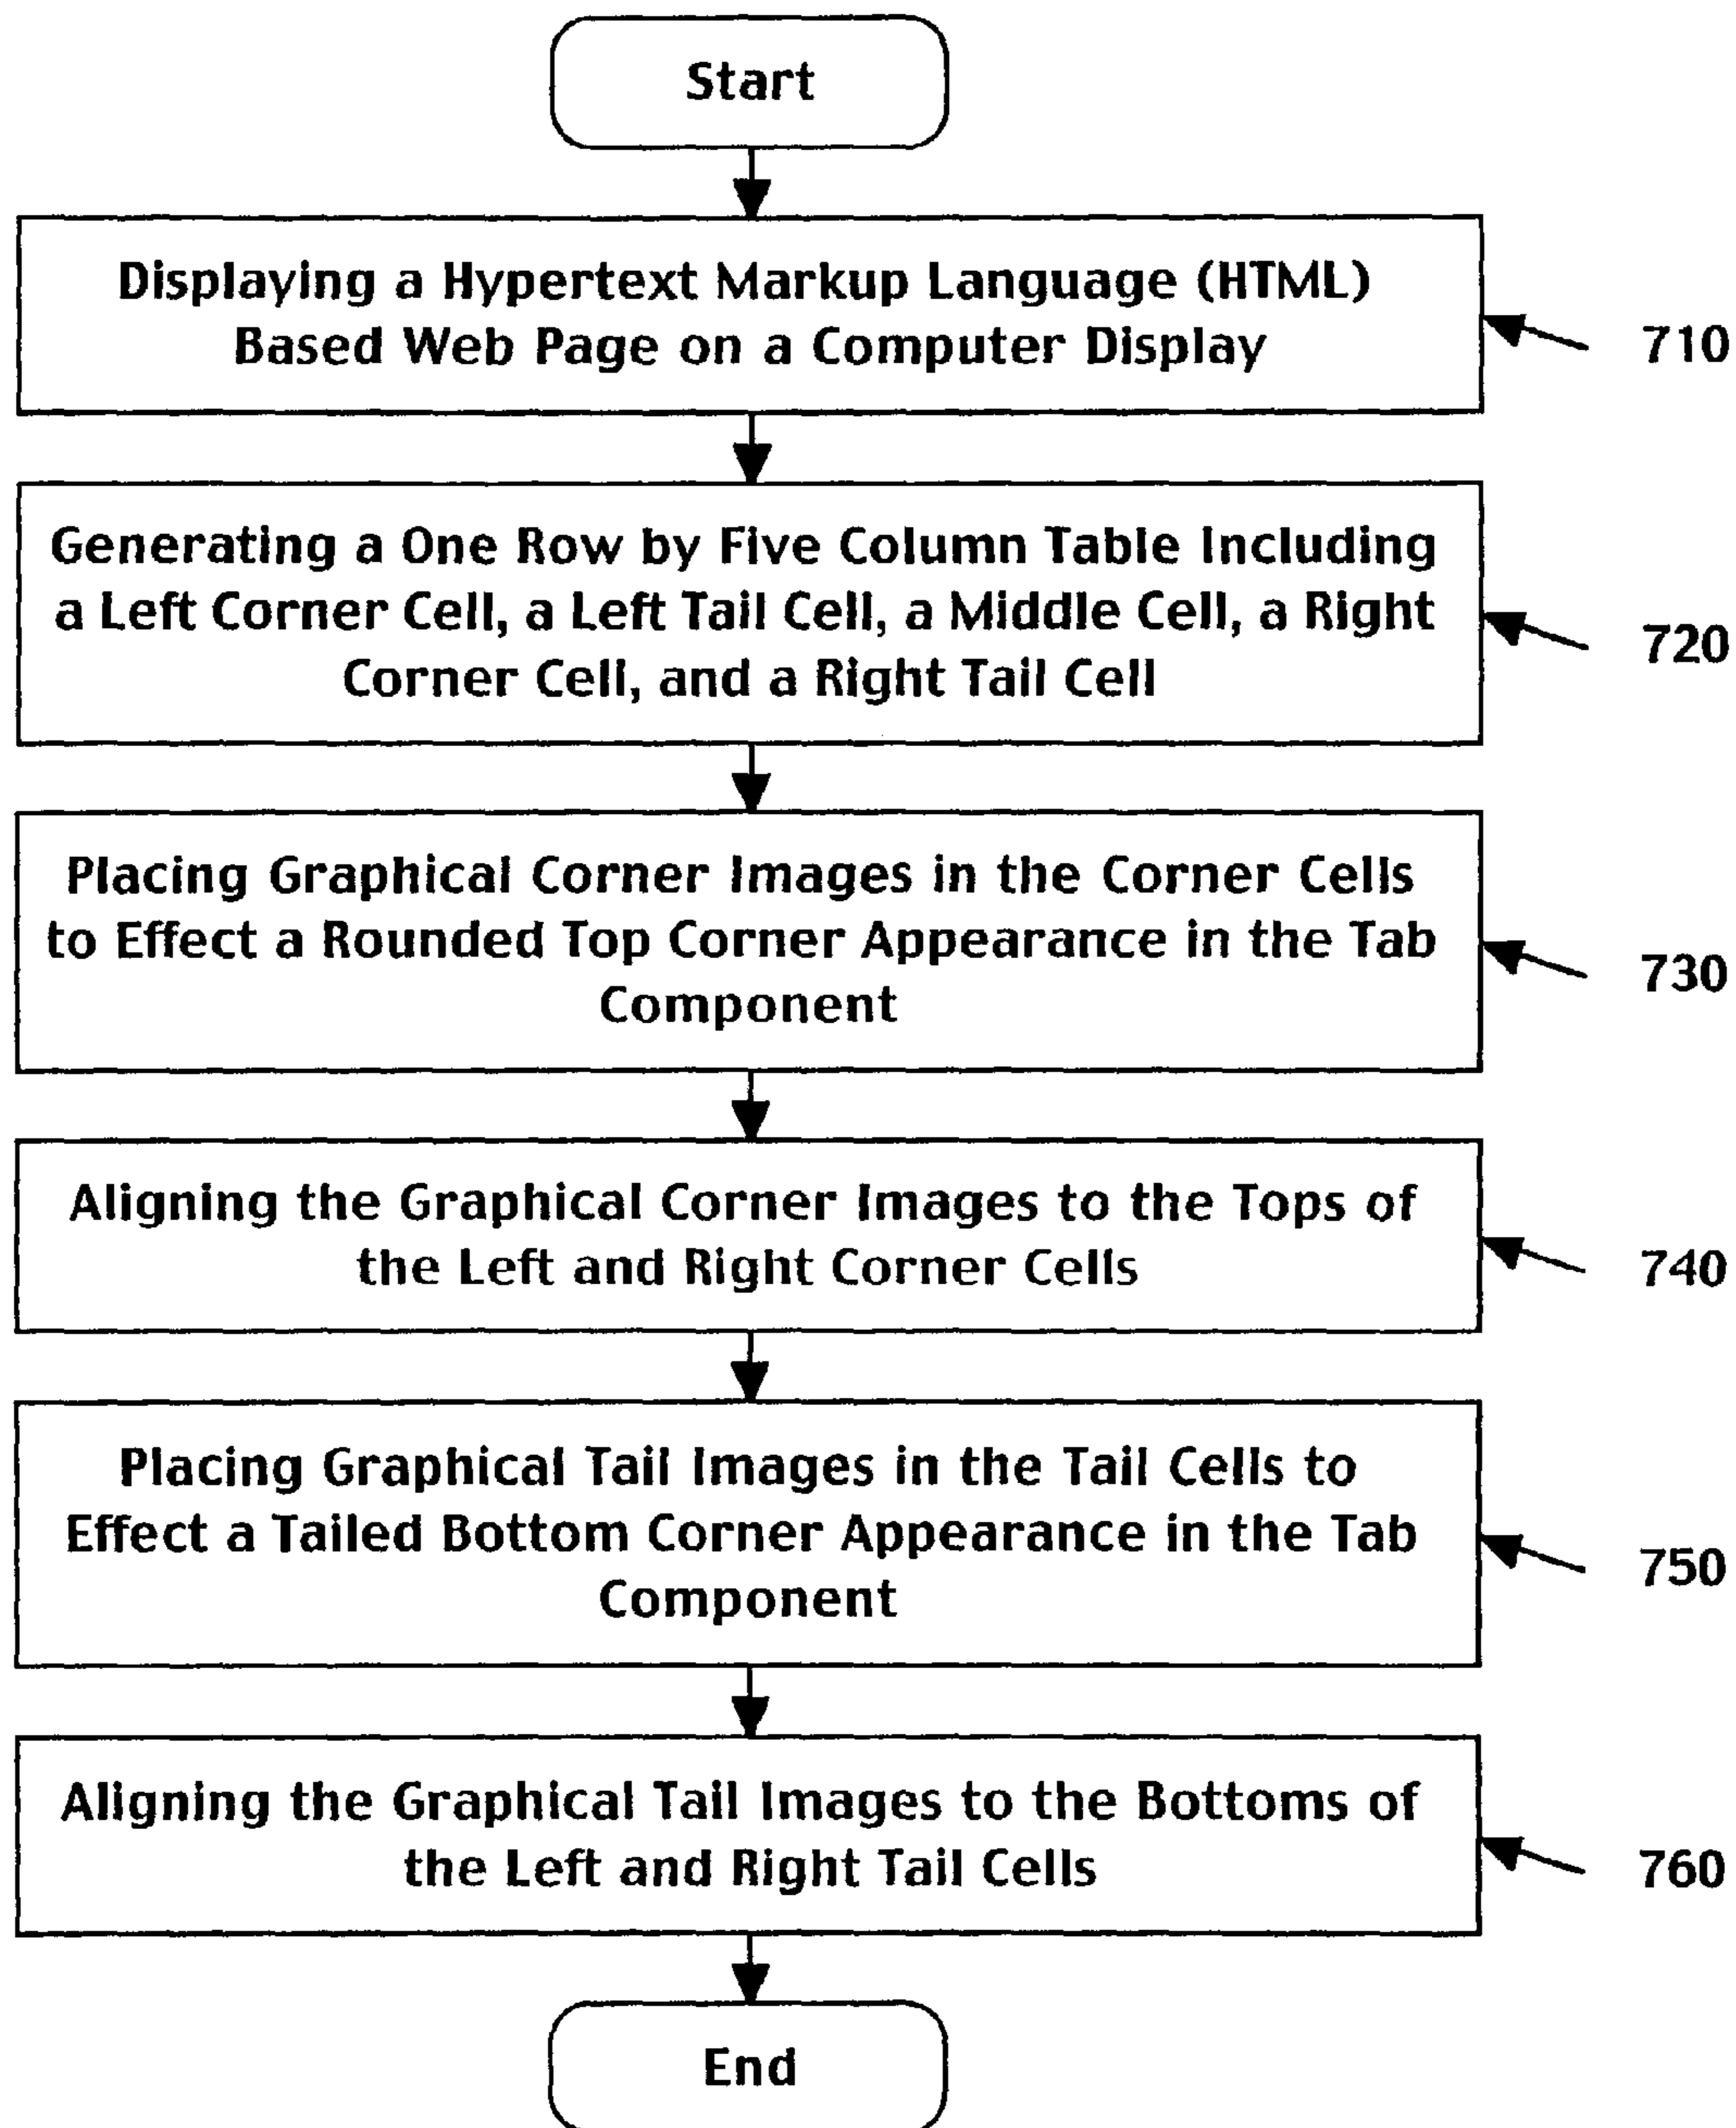 Start
Displaying a Hypertext Markup Language (HTML)
Based Web Page on a Computer Display
710
Generating a One Row by Five Column Table Including
a Left Corner Cell, a Left Tail Cell, a Middle Cell, a Right
Corner Cell, and a Right Tail Cell
720
Placing Graphical Corner Images in the Corner Cells
to Effect a Rounded Top Corner Appearance in the Tab
Component
730
Aligning the Graphical Corner Images to the Tops of
the Left and Right Corner Cells
740
Placing Graphical Tail Images in the Tail Cells to
Effect a Tailed Bottom Corner Appearance in the Tab
Component
750
Aligning the Graphical Tail Images to the Bottoms of
the Left and Right Tail Cells
760
End